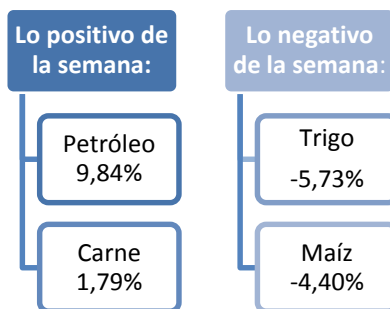 Lo positivo de
la semana:
Petróleo
9,84%
Carne
1,79%
Lo negativo
de la semana:
Trigo
-5,73%
Maíz
-4,40%